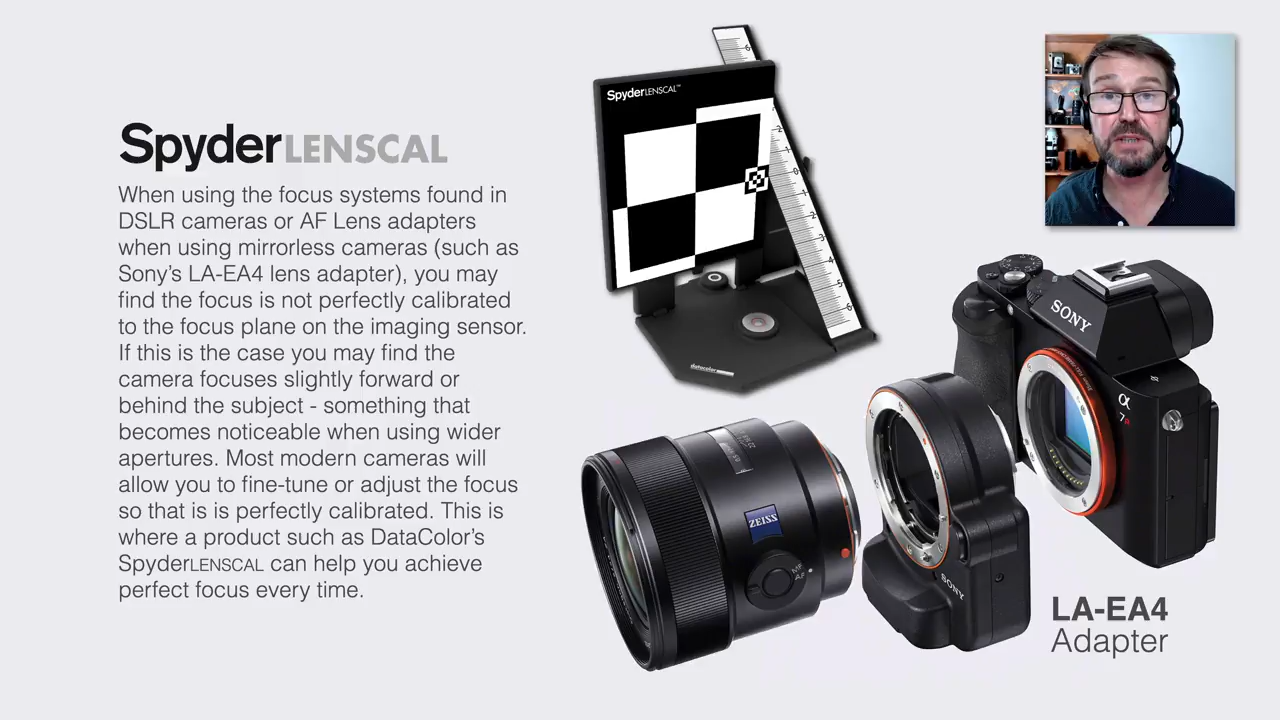 SpyderLENSCAL
When using the focus systems found in
DSLR cameras or AF Lens adapters
when using mirrorless cameras (such as
Sony's LA-EA4 lens adapter), you may
find the focus is not perfectly calibrated
to the focus plane on the imaging sensor.
If this is the case you may find the
camera focuses slightly forward or
behind the subject - something that
becomes noticeable when using wider
apertures. Most modern cameras will
allow you to fine-tune or adjust the focus
so that is is perfectly calibrated. This is
where a product such as DataColor's
SpyderLENSCAL can help you achieve
perfect focus every time.
SpyderLENSCAL™
datacolor
ZEISS
MF
AF
SONY
SONY
α
7R
LA-EA4
Adapter